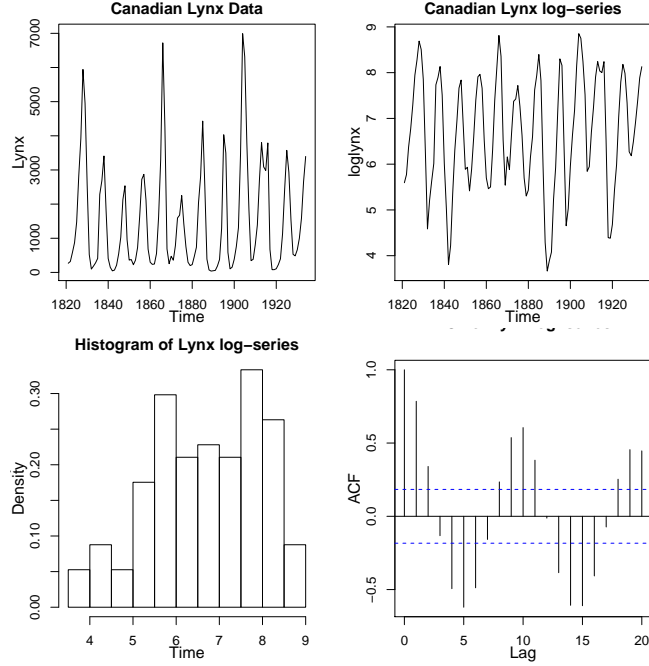 Canadian Lynx Data
Lynx
7000
5000
3000
1000
0
1820 1840 1860 1880 1900 1920
Time
Canadian Lynx log−series
loglynx
9
8
7
6
5
4
1820 1840 1860 1880 1900 1920
Time
Histogram of Lynx log−series
Density
0.30
0.20
0.10
0.00
4 5 6 7 8 9
Time
ACF
1.0
0.5
0.0
−0.5
0 5 10 15 20
Lag